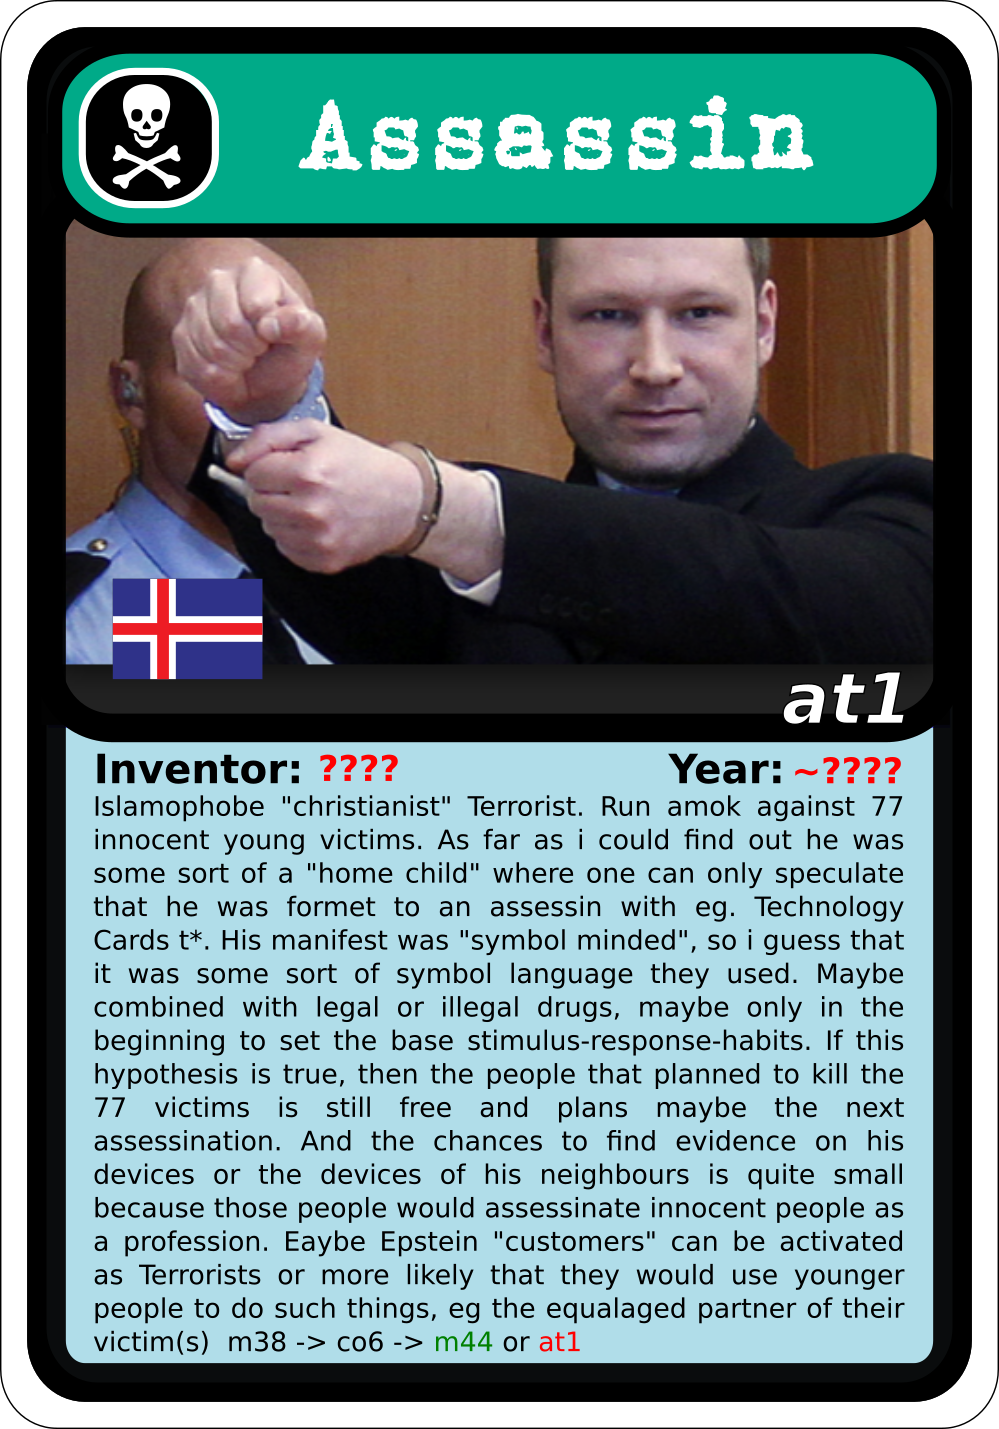 Assassin
at1
Inventor: ????
Year: ~????
Islamophobe "christianist" Terrorist. Run amok against 77
innocent young victims. As far as i could find out he was
some sort of a "home child" where one can only speculate
that he was formet to an assessin with eg. Technology
Cards t*. His manifest was "symbol minded", so i guess that
it was some sort of symbol language they used. Maybe
combined with legal or illegal drugs, maybe only in the
beginning to set the base stimulus-response-habits. If this
hypothesis is true, then the people that planned to kill the
77 victims is still free and plans maybe the next
assessination. And the chances to find evidence on his
devices or the devices of his neighbours is quite small
because those people would assessinate innocent people as
a profession. Eaybe Epstein "customers" can be activated
as Terrorists or more likely that they would use younger
people to do such things, eg the equalaged partner of their
victim(s) m38 -> co6 -> m44 or at1